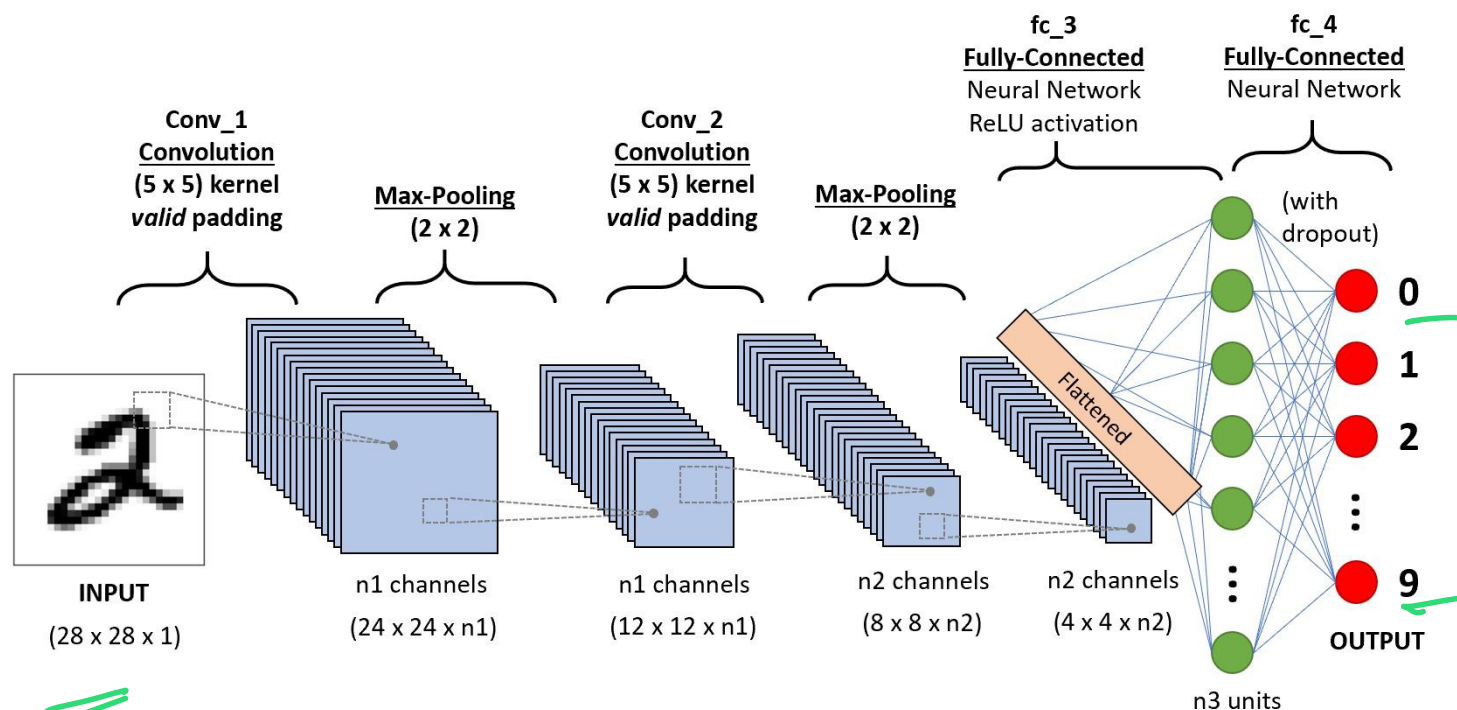 fc_3
Fully-Connected
Neural Network
ReLU activation
fc_4
Fully-Connected
Neural Network
Conv_1
Convolution
(5 x 5) kernel
valid padding
Max-Pooling
(2 x 2)
Conv_2
Convolution
(5 x 5) kernel
valid padding
Max-Pooling
(2 x 2)
(with
dropout)
Flattened
0
1
2
9
INPUT
(28 x 28 x 1)
n1 channels
(24 x 24 x n1)
n1 channels
(12 x 12 x n1)
n2 channels
(8 x 8 x n2)
n2 channels
(4 x 4 x n2)
OUTPUT
n3 units